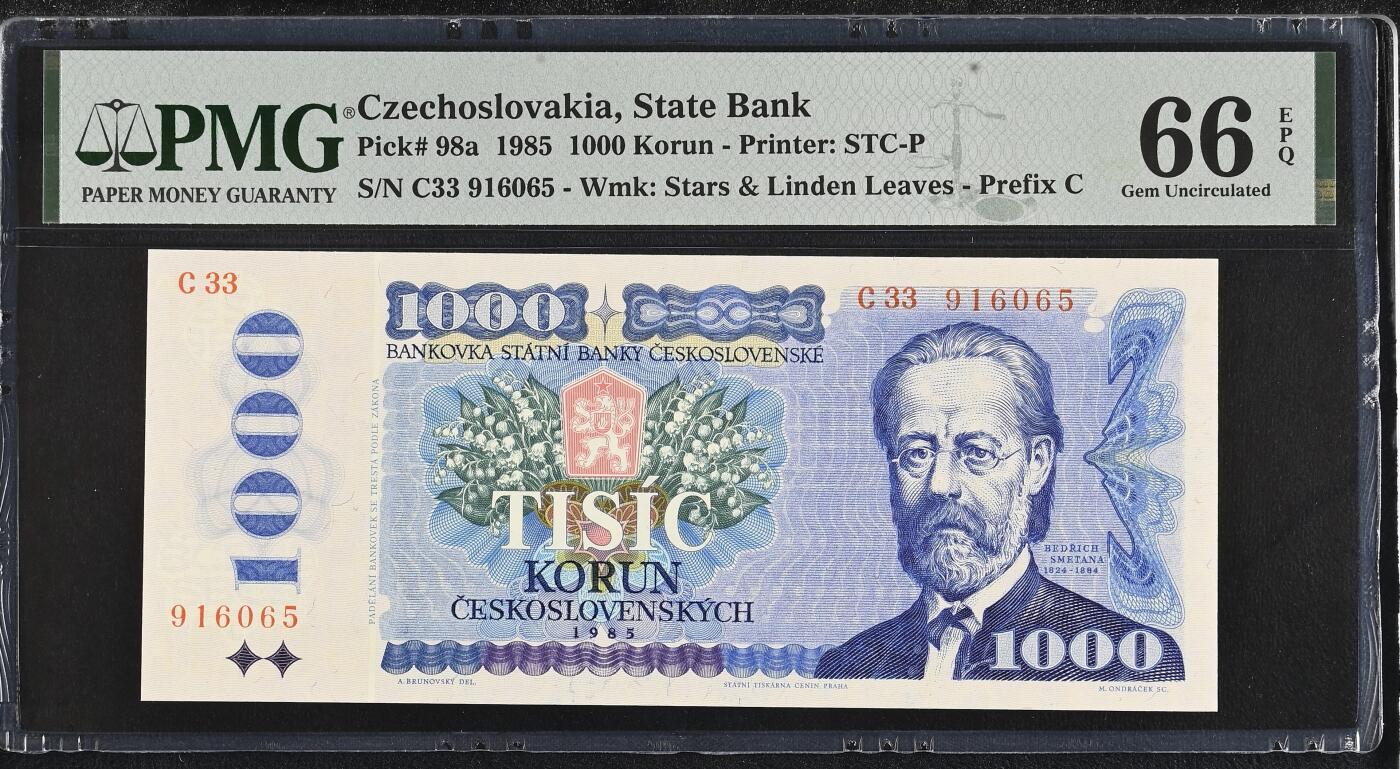 PMG®
PAPER MONEY GUARANTY
Czechoslovakia, State Bank
Pick# 98a 1985 1000 Korun - Printer: STC-P
S/N C33 916065 - Wmk: Stars & Linden Leaves - Prefix C
66 EPQ
Gem Uncirculated
C 33
1000
916065
PADĚLÁNÍ BANKOVEK SE TRESTÁ PODLE ZÁKONA
1000
C 33 916065
BANKOVKA STÁTNÍ BANKY ČESKOSLOVENSKÉ
TISÍC
KORUN
ČESKOSLOVENSKÝCH
1985
BEDŘICH
SMETANA
1824-1884
1000
A. BRUNOVSKÝ DEL.
STÁTNÍ TISKÁRNA CENIN, PRAHA
M. ONDRÁČEK SC.